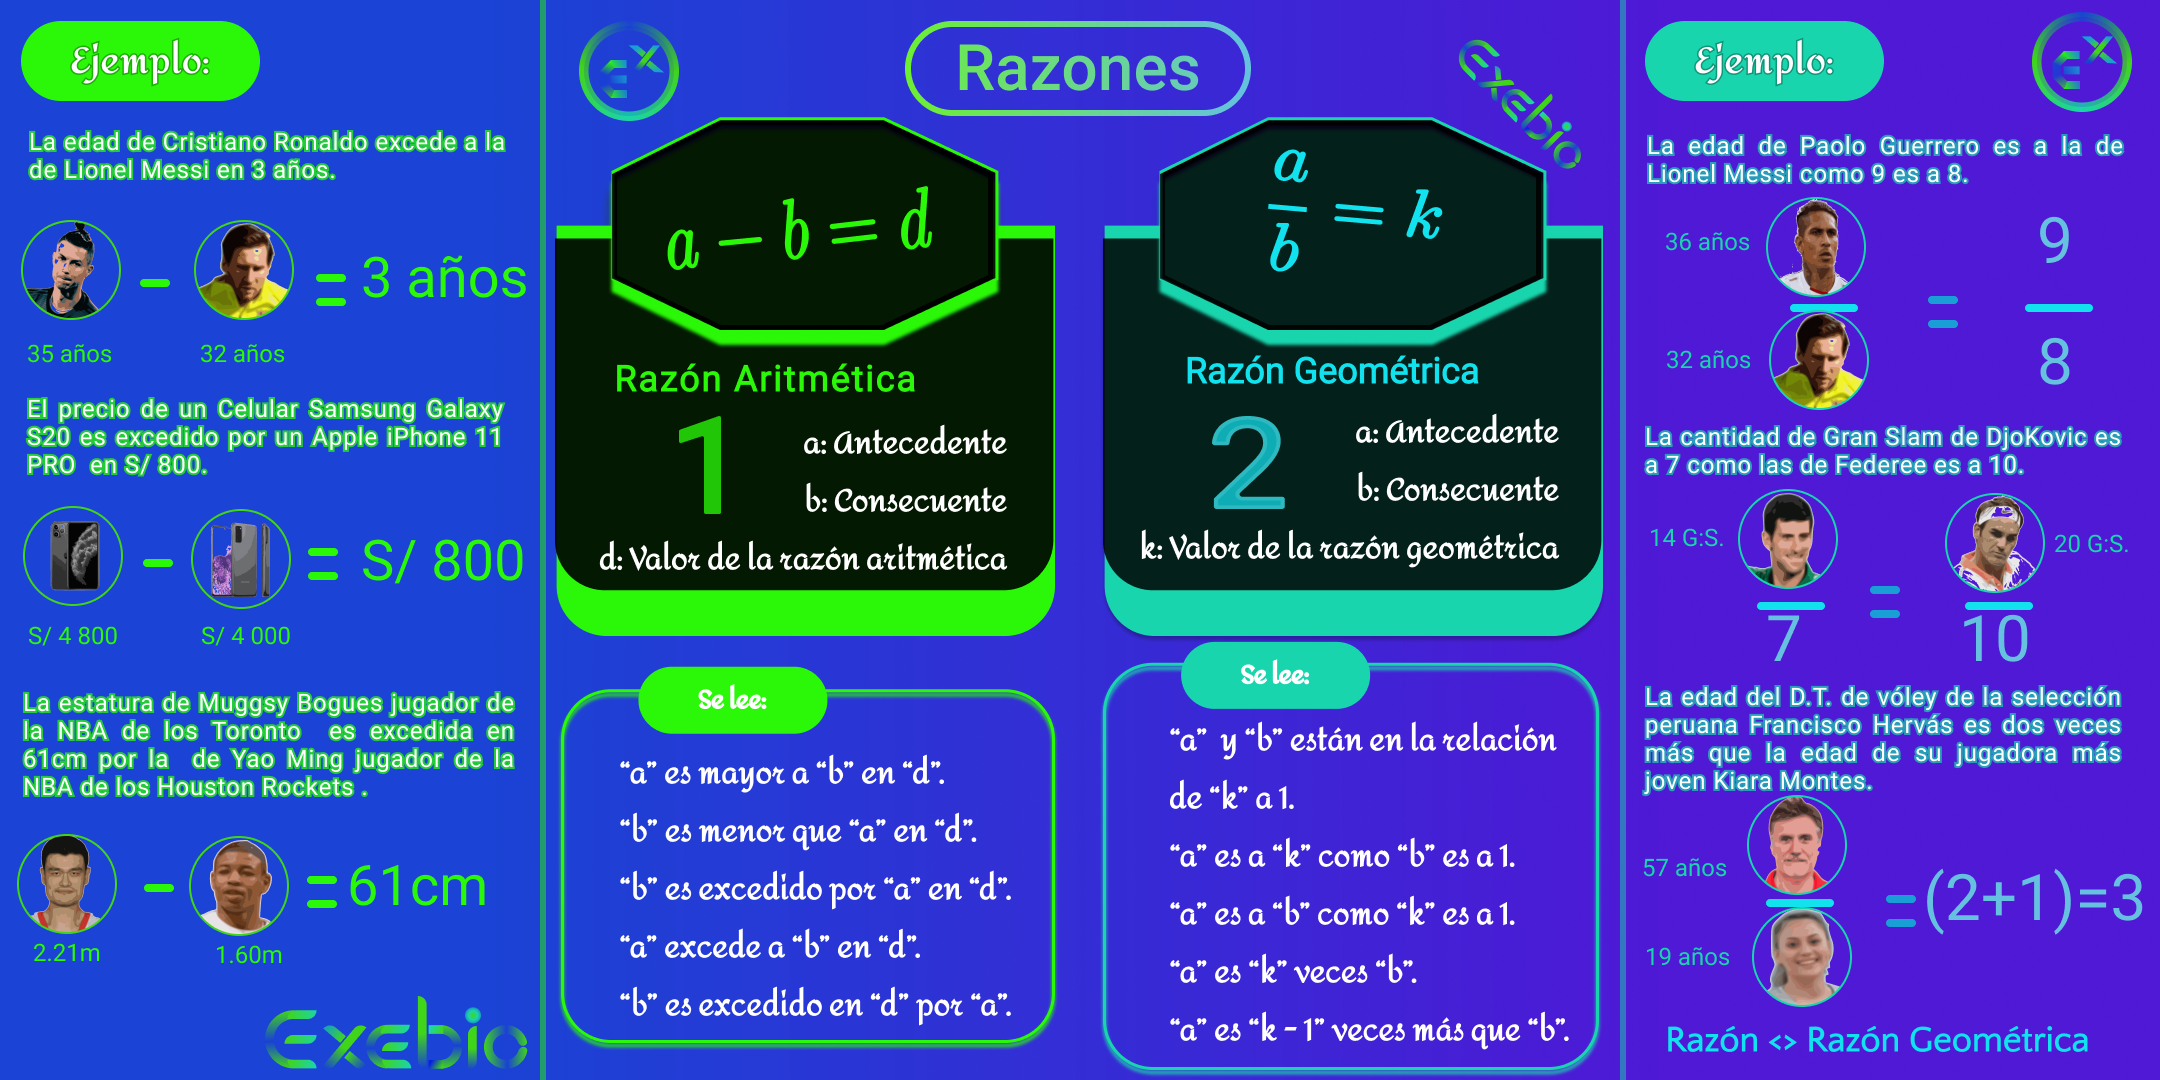 Ejemplo:
La edad de Cristiano Ronaldo excede a la
de Lionel Messi en 3 años.
- = 3 años
35 años 32 años
El precio de un Celular Samsung Galaxy
S20 es excedido por un Apple iPhone 11
PRO en S/ 800.
- = S/ 800
S/ 4 800 S/ 4 000
La estatura de Muggsy Bogues jugador de
la NBA de los Toronto es excedida en
61cm por la de Yao Ming jugador de la
NBA de los Houston Rockets .
- = 61cm
2.21m 1.60m
Exebio
EX
Razones
Exebio
a – b = d
Razón Aritmética
1
a: Antecedente
b: Consecuente
d: Valor de la razón aritmética
Se lee:
“a” es mayor a “b” en “d”.
“b” es menor que “a” en “d”.
“b” es excedido por “a” en “d”.
“a” excede a “b” en “d”.
“b” es excedido en “d” por “a”.
a
b
= k
Razón Geométrica
2
a: Antecedente
b: Consecuente
k: Valor de la razón geométrica
Se lee:
“a” y “b” están en la relación
de “k” a 1.
“a” es a “k” como “b” es a 1.
“a” es a “b” como “k” es a 1.
“a” es “k” veces “b”.
“a” es “k - 1” veces más que “b”.
Ejemplo:
EX
La edad de Paolo Guerrero es a la de
Lionel Messi como 9 es a 8.
36 años
9
=
32 años
8
La cantidad de Gran Slam de DjoKovic es
a 7 como las de Federee es a 10.
14 G:S. 20 G:S.
=
7 10
La edad del D.T. de vóley de la selección
peruana Francisco Hervás es dos veces
más que la edad de su jugadora más
joven Kiara Montes.
57 años
=(2+1)=3
19 años
Razón <> Razón Geométrica